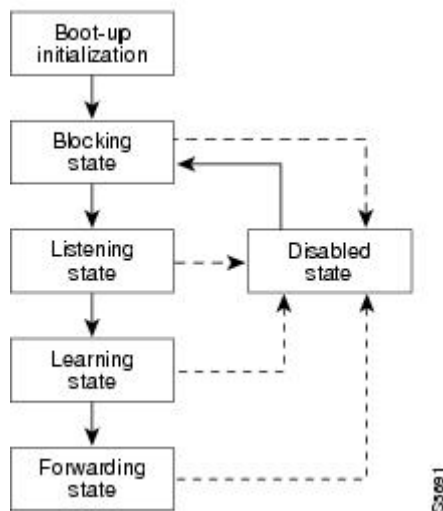 Boot-up
initialization
Blocking
state
Listening
state
Disabled
state
Learning
state
Forwarding
state